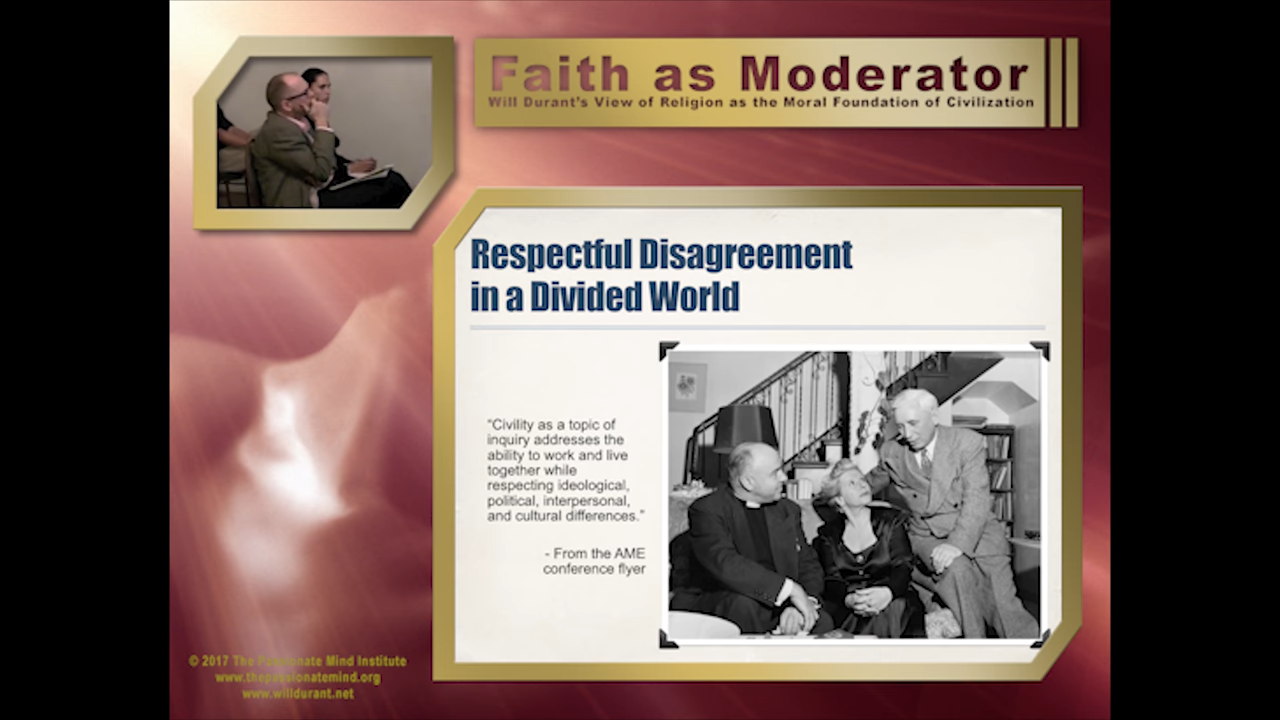 Faith as Moderator
Will Durant's View of Religion as the Moral Foundation of Civilization
Respectful Disagreement
in a Divided World
"Civility as a topic of
inquiry addresses the
ability to work and live
together while
respecting ideological,
political, interpersonal,
and cultural differences."
- From the AME
conference flyer
© 2017 The Passionate Mind Institute
www.thepassionatemind.org
www.willdurant.net